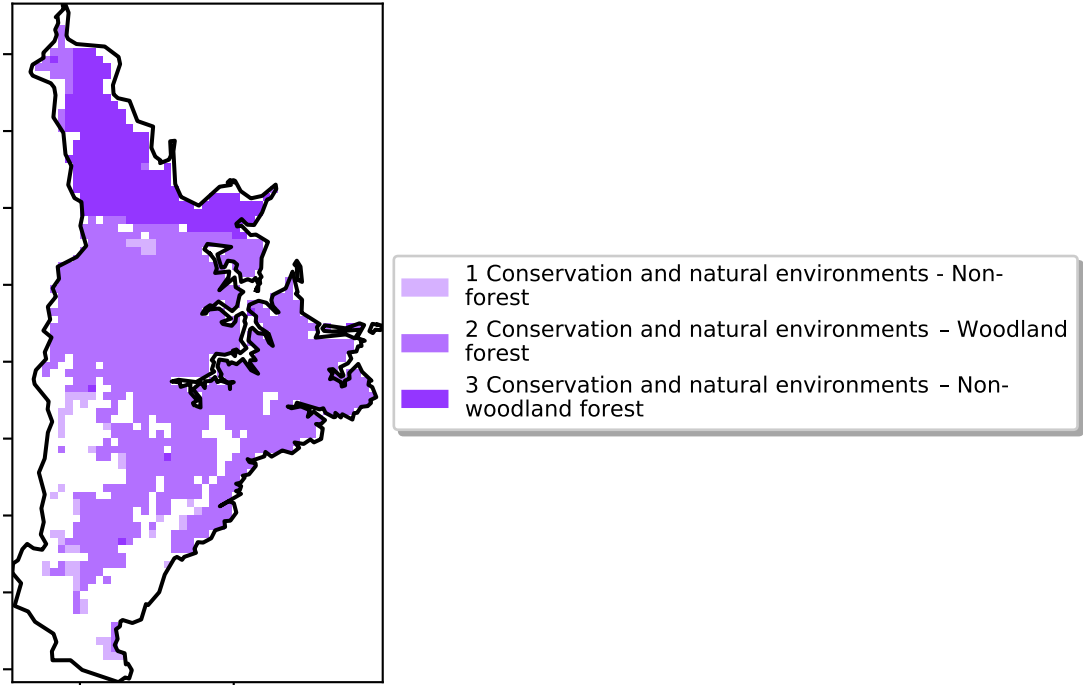 1 Conservation and natural environments - Non-
forest
2 Conservation and natural environments – Woodland
forest
3 Conservation and natural environments – Non-
woodland forest